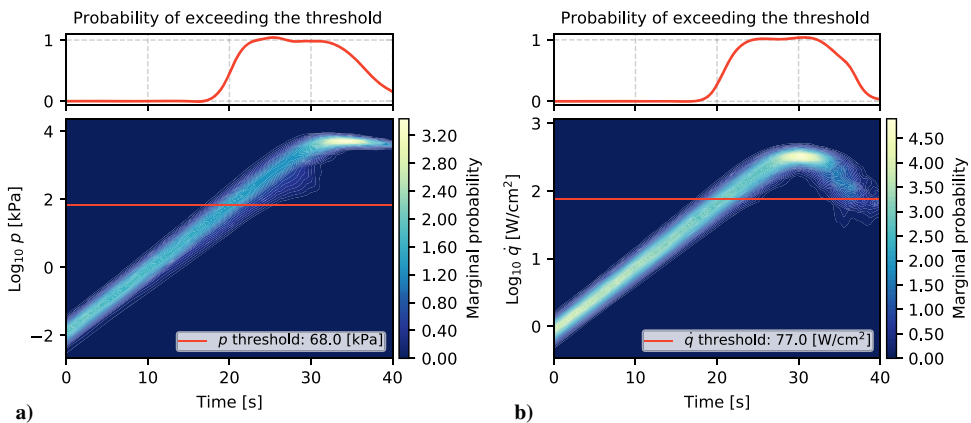 Probability of exceeding the threshold
1
0
4
2
0
−2
Log₁₀ p [kPa]
p threshold: 68.0 [kPa]
0 10 20 30 40
Time [s]
3.20
2.80
2.40
2.00
1.60
1.20
0.80
0.40
0.00
Marginal probability
a)
Probability of exceeding the threshold
1
0
3
2
1
0
Log₁₀ q̇ [W/cm²]
q̇ threshold: 77.0 [W/cm²]
0 10 20 30 40
Time [s]
4.50
4.00
3.50
3.00
2.50
2.00
1.50
1.00
0.50
0.00
Marginal probability
b)